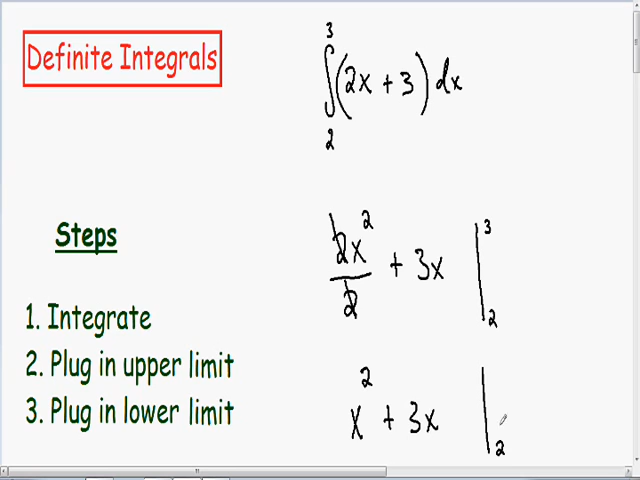 Definite Integrals
∫₂³ (2x + 3) dx
Steps
1. Integrate
2. Plug in upper limit
3. Plug in lower limit
2x²/2 + 3x |₂³
x² + 3x |₂